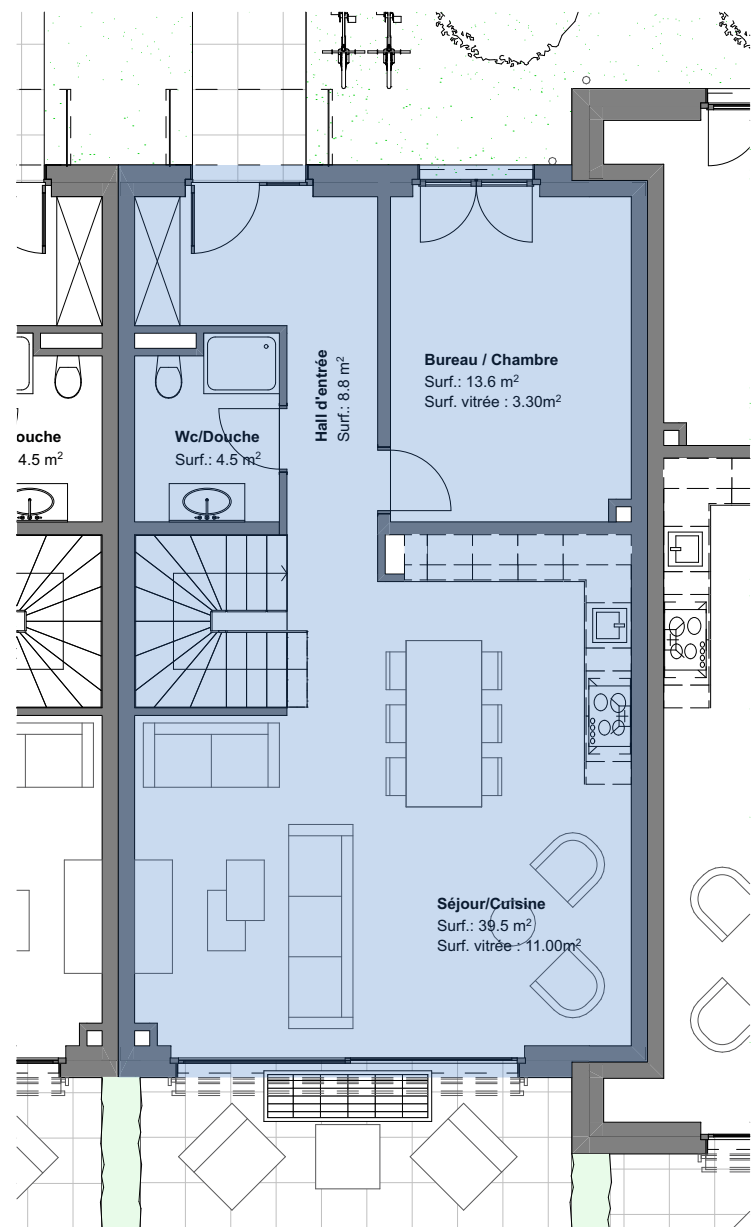 Bureau / Chambre
Surf.: 13.6 m²
Surf. vitrée : 3.30m²
Hall d'entrée
Surf.: 8.8 m²
ouche
4.5 m²
Wc/Douche
Surf.: 4.5 m²
Séjour/Cuisine
Surf.: 39.5 m²
Surf. vitrée : 11.00m²